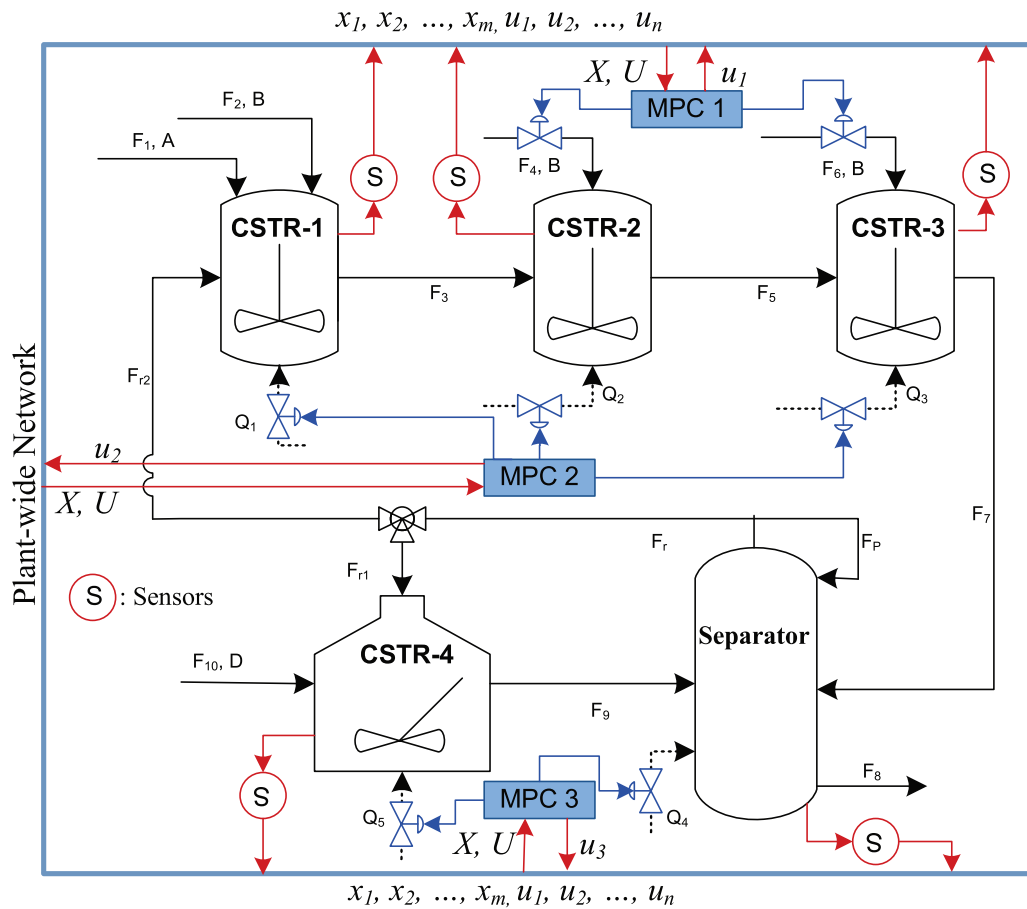 x₁, x₂, ..., xₘ, u₁, u₂, ..., uₙ
X, U
u₁
MPC 1
F₂, B
F₁, A
S
S
F₄, B
F₆, B
S
CSTR-1
CSTR-2
CSTR-3
F₃
F₅
Fᵣ₂
Q₁
Q₂
Q₃
u₂
MPC 2
X, U
Plant-wide Network
Fᵣ₁
Fᵣ
F_P
F₇
S : Sensors
Separator
CSTR-4
F₁₀, D
F₉
S
MPC 3
F₈
Q₅
Q₄
X, U
u₃
S
x₁, x₂, ..., xₘ, u₁, u₂, ..., uₙ